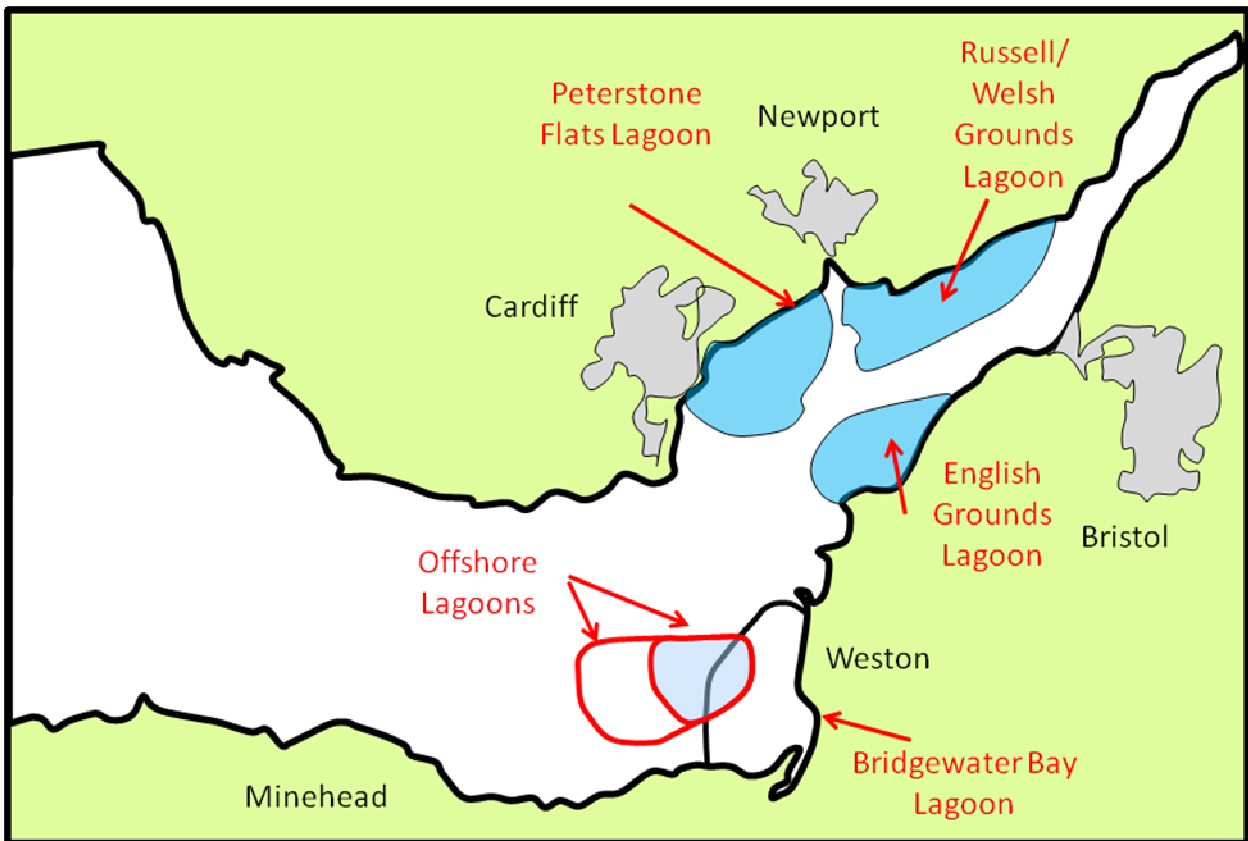 Russell/
Welsh
Grounds
Lagoon
Peterstone
Flats Lagoon
Newport
Cardiff
English
Grounds
Lagoon
Bristol
Offshore
Lagoons
Weston
Bridgewater Bay
Lagoon
Minehead